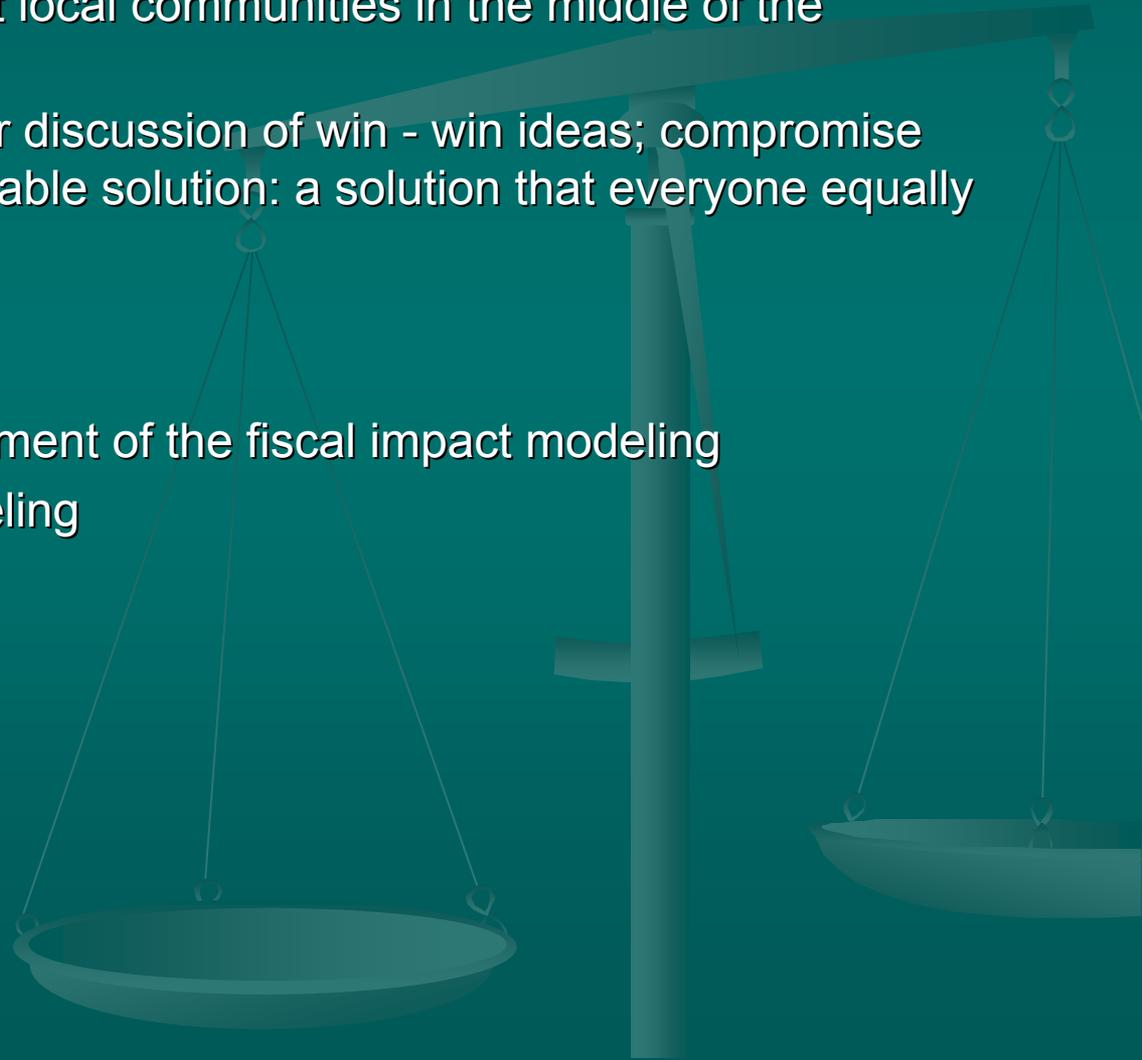 t local communities in the middle of the
r discussion of win - win ideas; compromise
able solution: a solution that everyone equally
ment of the fiscal impact modeling
eling